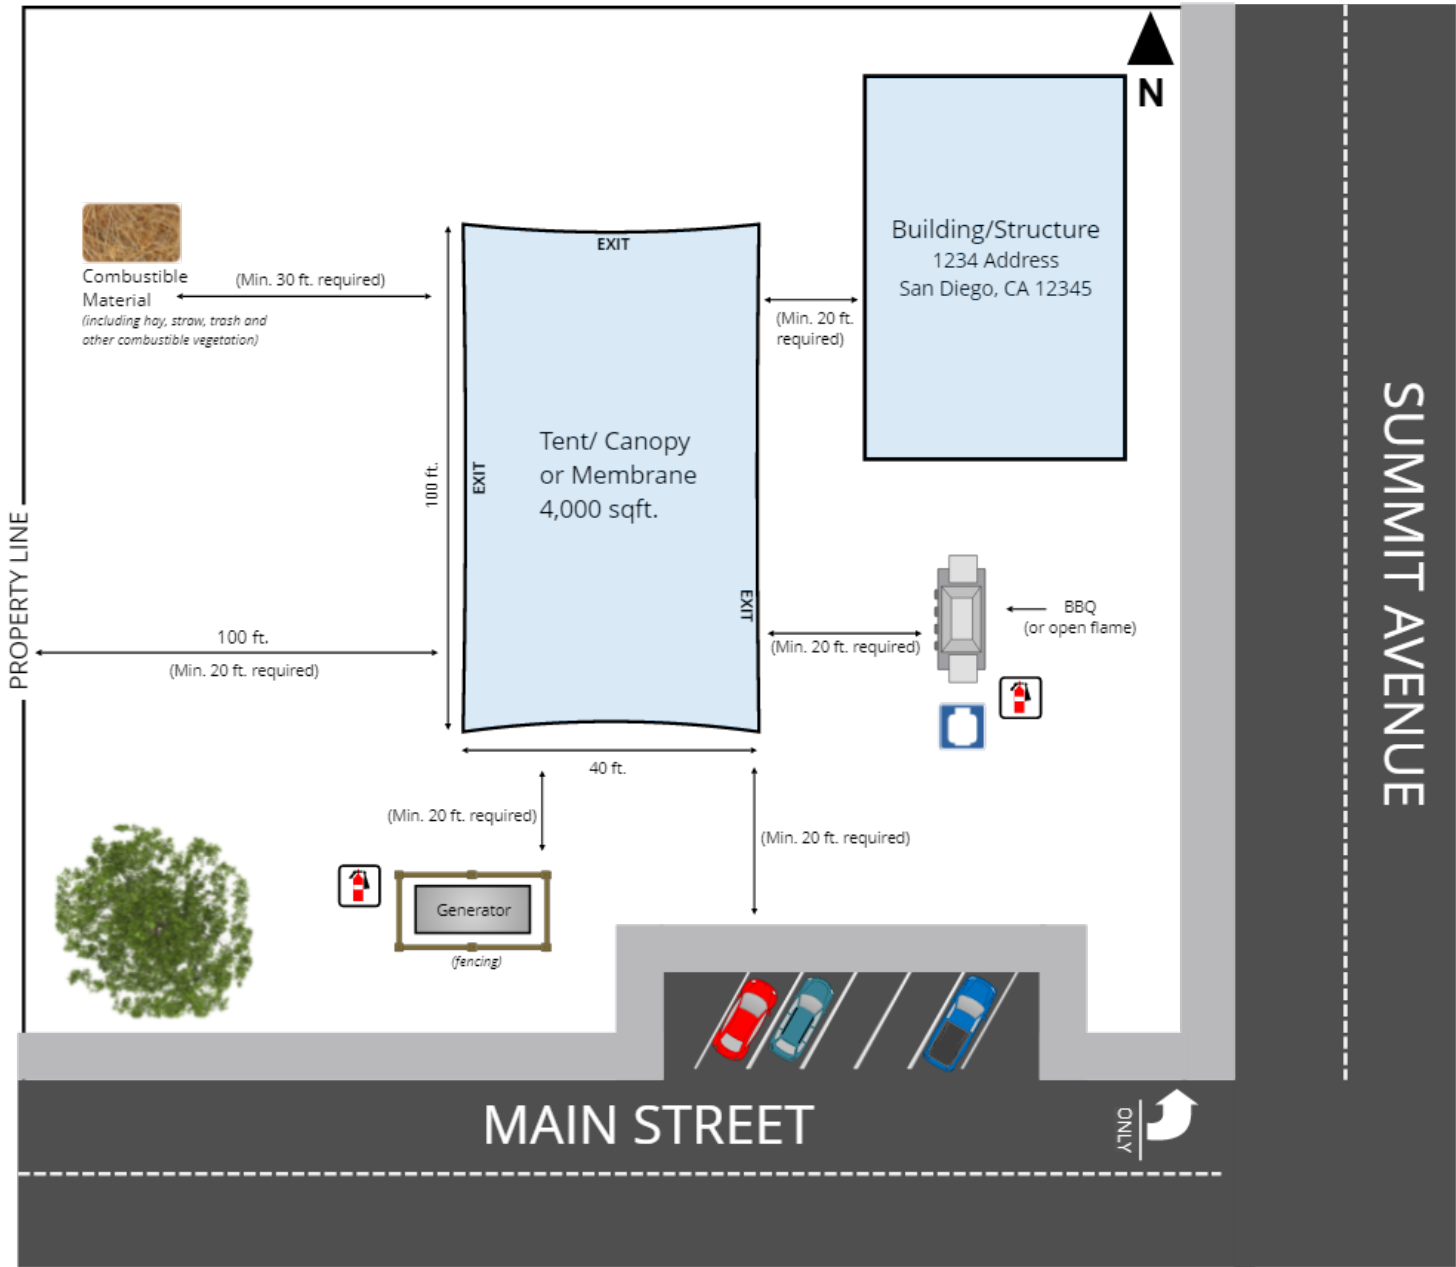 N
Building/Structure
1234 Address
San Diego, CA 12345
EXIT
Combustible
Material
(including hay, straw, trash and
other combustible vegetation)
(Min. 30 ft. required)
(Min. 20 ft.
required)
Tent/ Canopy
or Membrane
4,000 sqft.
EXIT
100 ft.
EXIT
PROPERTY LINE
100 ft.
(Min. 20 ft. required)
(Min. 20 ft. required)
BBQ
(or open flame)
SUMMIT AVENUE
40 ft.
(Min. 20 ft. required)
(Min. 20 ft. required)
Generator
(fencing)
MAIN STREET
ONLY